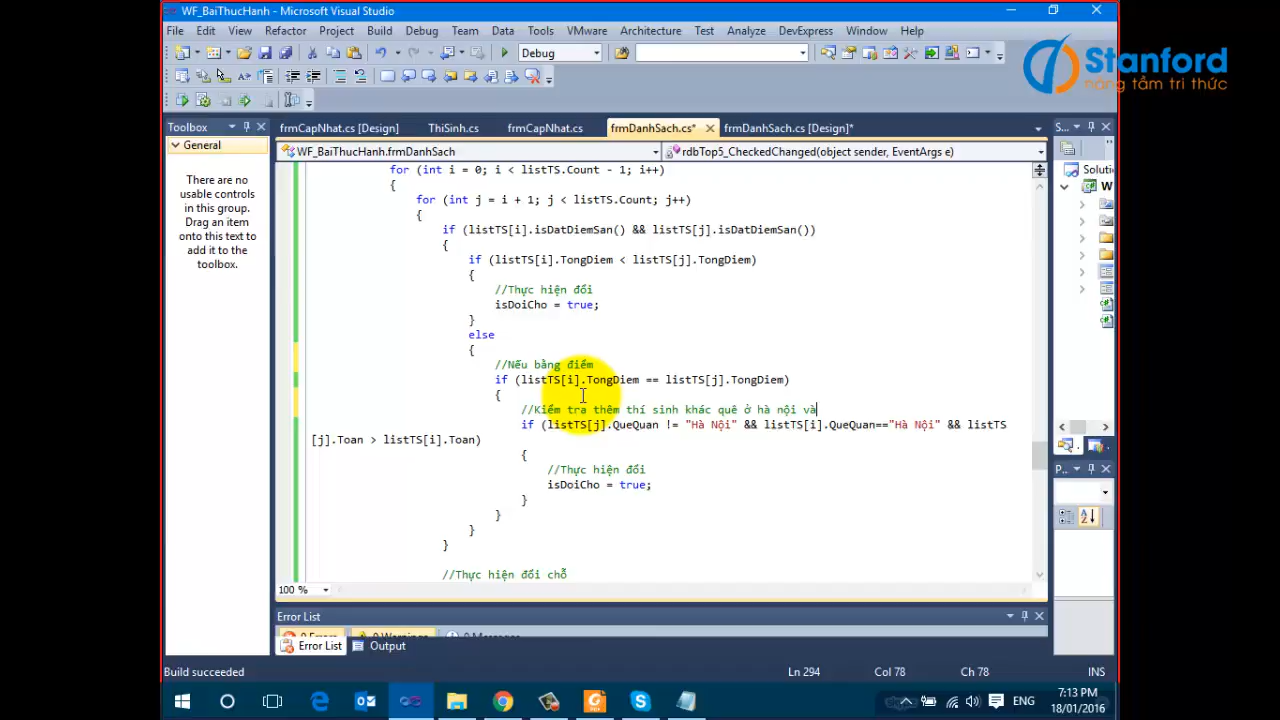 WF_BaiThucHanh - Microsoft Visual Studio
File Edit View Refactor Project Build Debug Team Data Tools VMware Architecture Test Analyze DevExpress Window Help
Debug
Stanford
nâng tầm tri thức
Toolbox
frmCapNhat.cs [Design] ThiSinh.cs frmCapNhat.cs frmDanhSach.cs* frmDanhSach.cs [Design]*
S...
General
WF_BaiThucHanh.frmDanhSach
rdbTop5_CheckedChanged(object sender, EventArgs e)
There are no
usable controls
in this group.
Drag an item
onto this text to
add it to the
toolbox.
for (int i = 0; i < listTS.Count - 1; i++)
{
for (int j = i + 1; j < listTS.Count; j++)
{
if (listTS[i].isDatDiemSan() && listTS[j].isDatDiemSan())
{
if (listTS[i].TongDiem < listTS[j].TongDiem)
{
//Thực hiện đổi
isDoiCho = true;
}
else
{
//Nếu bằng điểm
if (listTS[i].TongDiem == listTS[j].TongDiem)
{
//Kiểm tra thêm thí sinh khác quê ở hà nội và
if (listTS[j].QueQuan != "Hà Nội" && listTS[i].QueQuan=="Hà Nội" && listTS
[j].Toan > listTS[i].Toan)
{
//Thực hiện đổi
isDoiCho = true;
}
}
}
}
//Thực hiện đổi chỗ
Soluti
W
P...
100 %
Error List
0 Errors 0 Warnings 0 Messages
Error List Output
Build succeeded
Ln 294 Col 78 Ch 78 INS
ENG
7:13 PM
18/01/2016